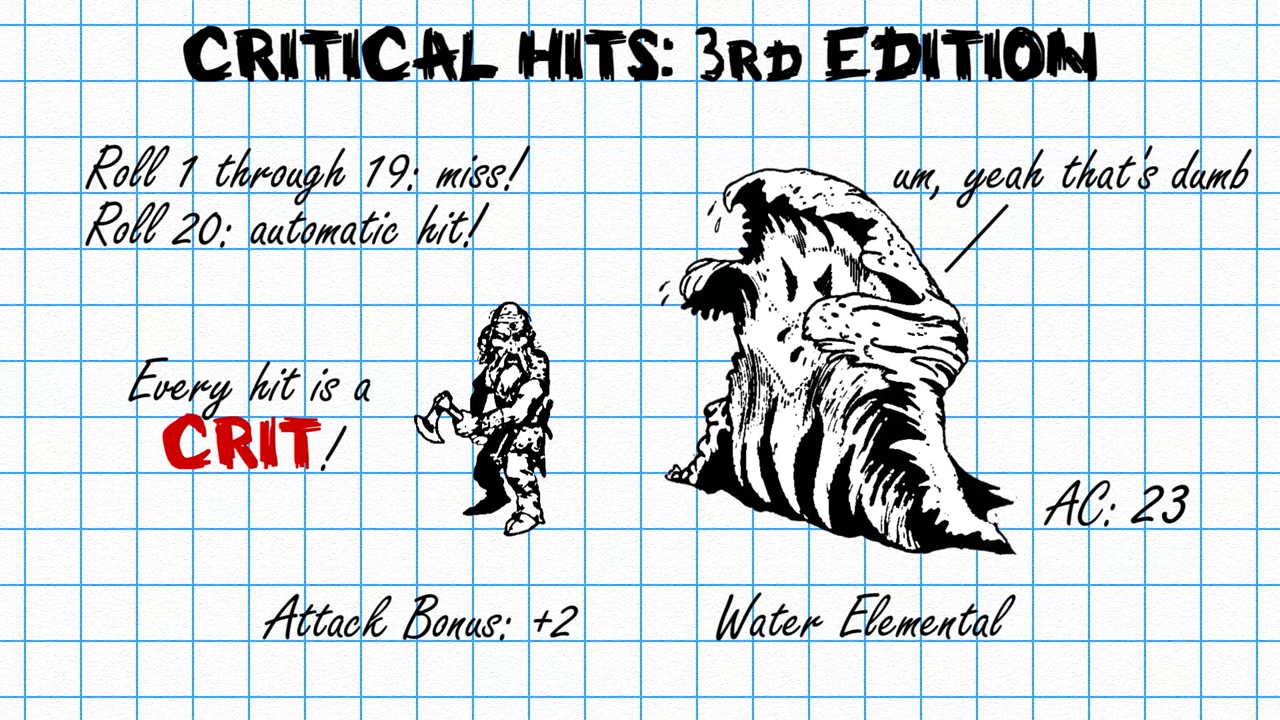 CRITICAL HITS: 3RD EDITION
Roll 1 through 19: miss!
Roll 20: automatic hit!
um, yeah that's dumb
Every hit is a
CRIT!
AC: 23
Attack Bonus: +2
Water Elemental